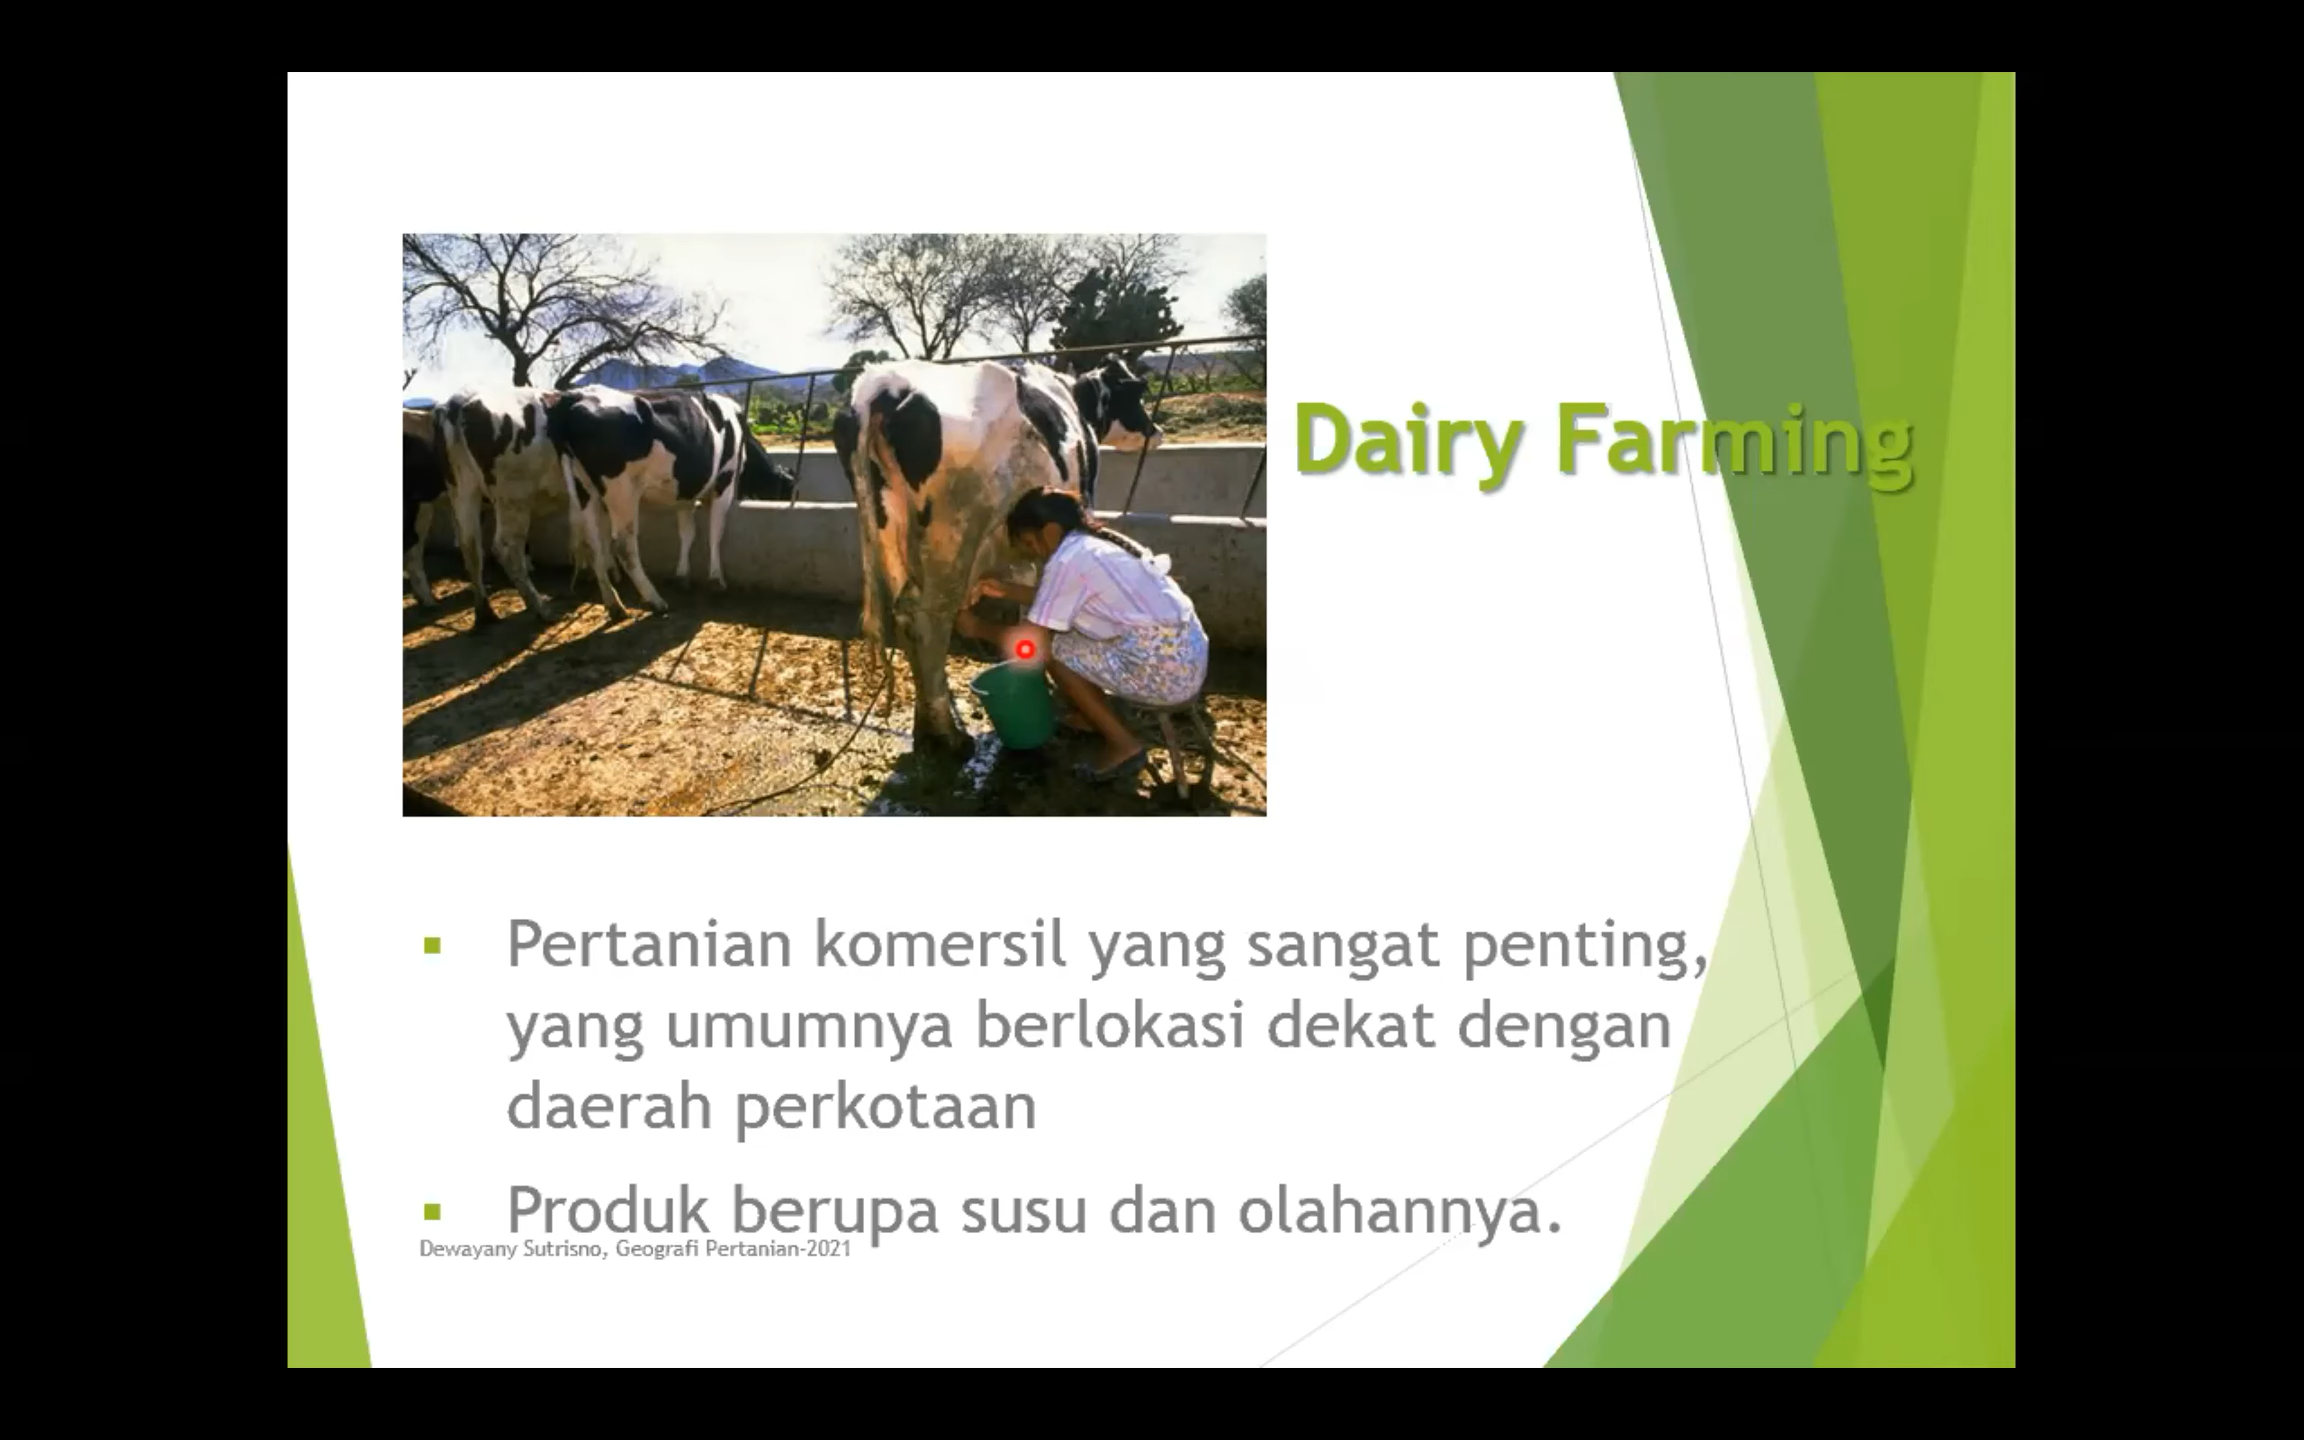 Dairy Farming
▪ Pertanian komersil yang sangat penting,
yang umumnya berlokasi dekat dengan
daerah perkotaan
▪ Produk berupa susu dan olahannya.
Dewayany Sutrisno, Geografi Pertanian-2021